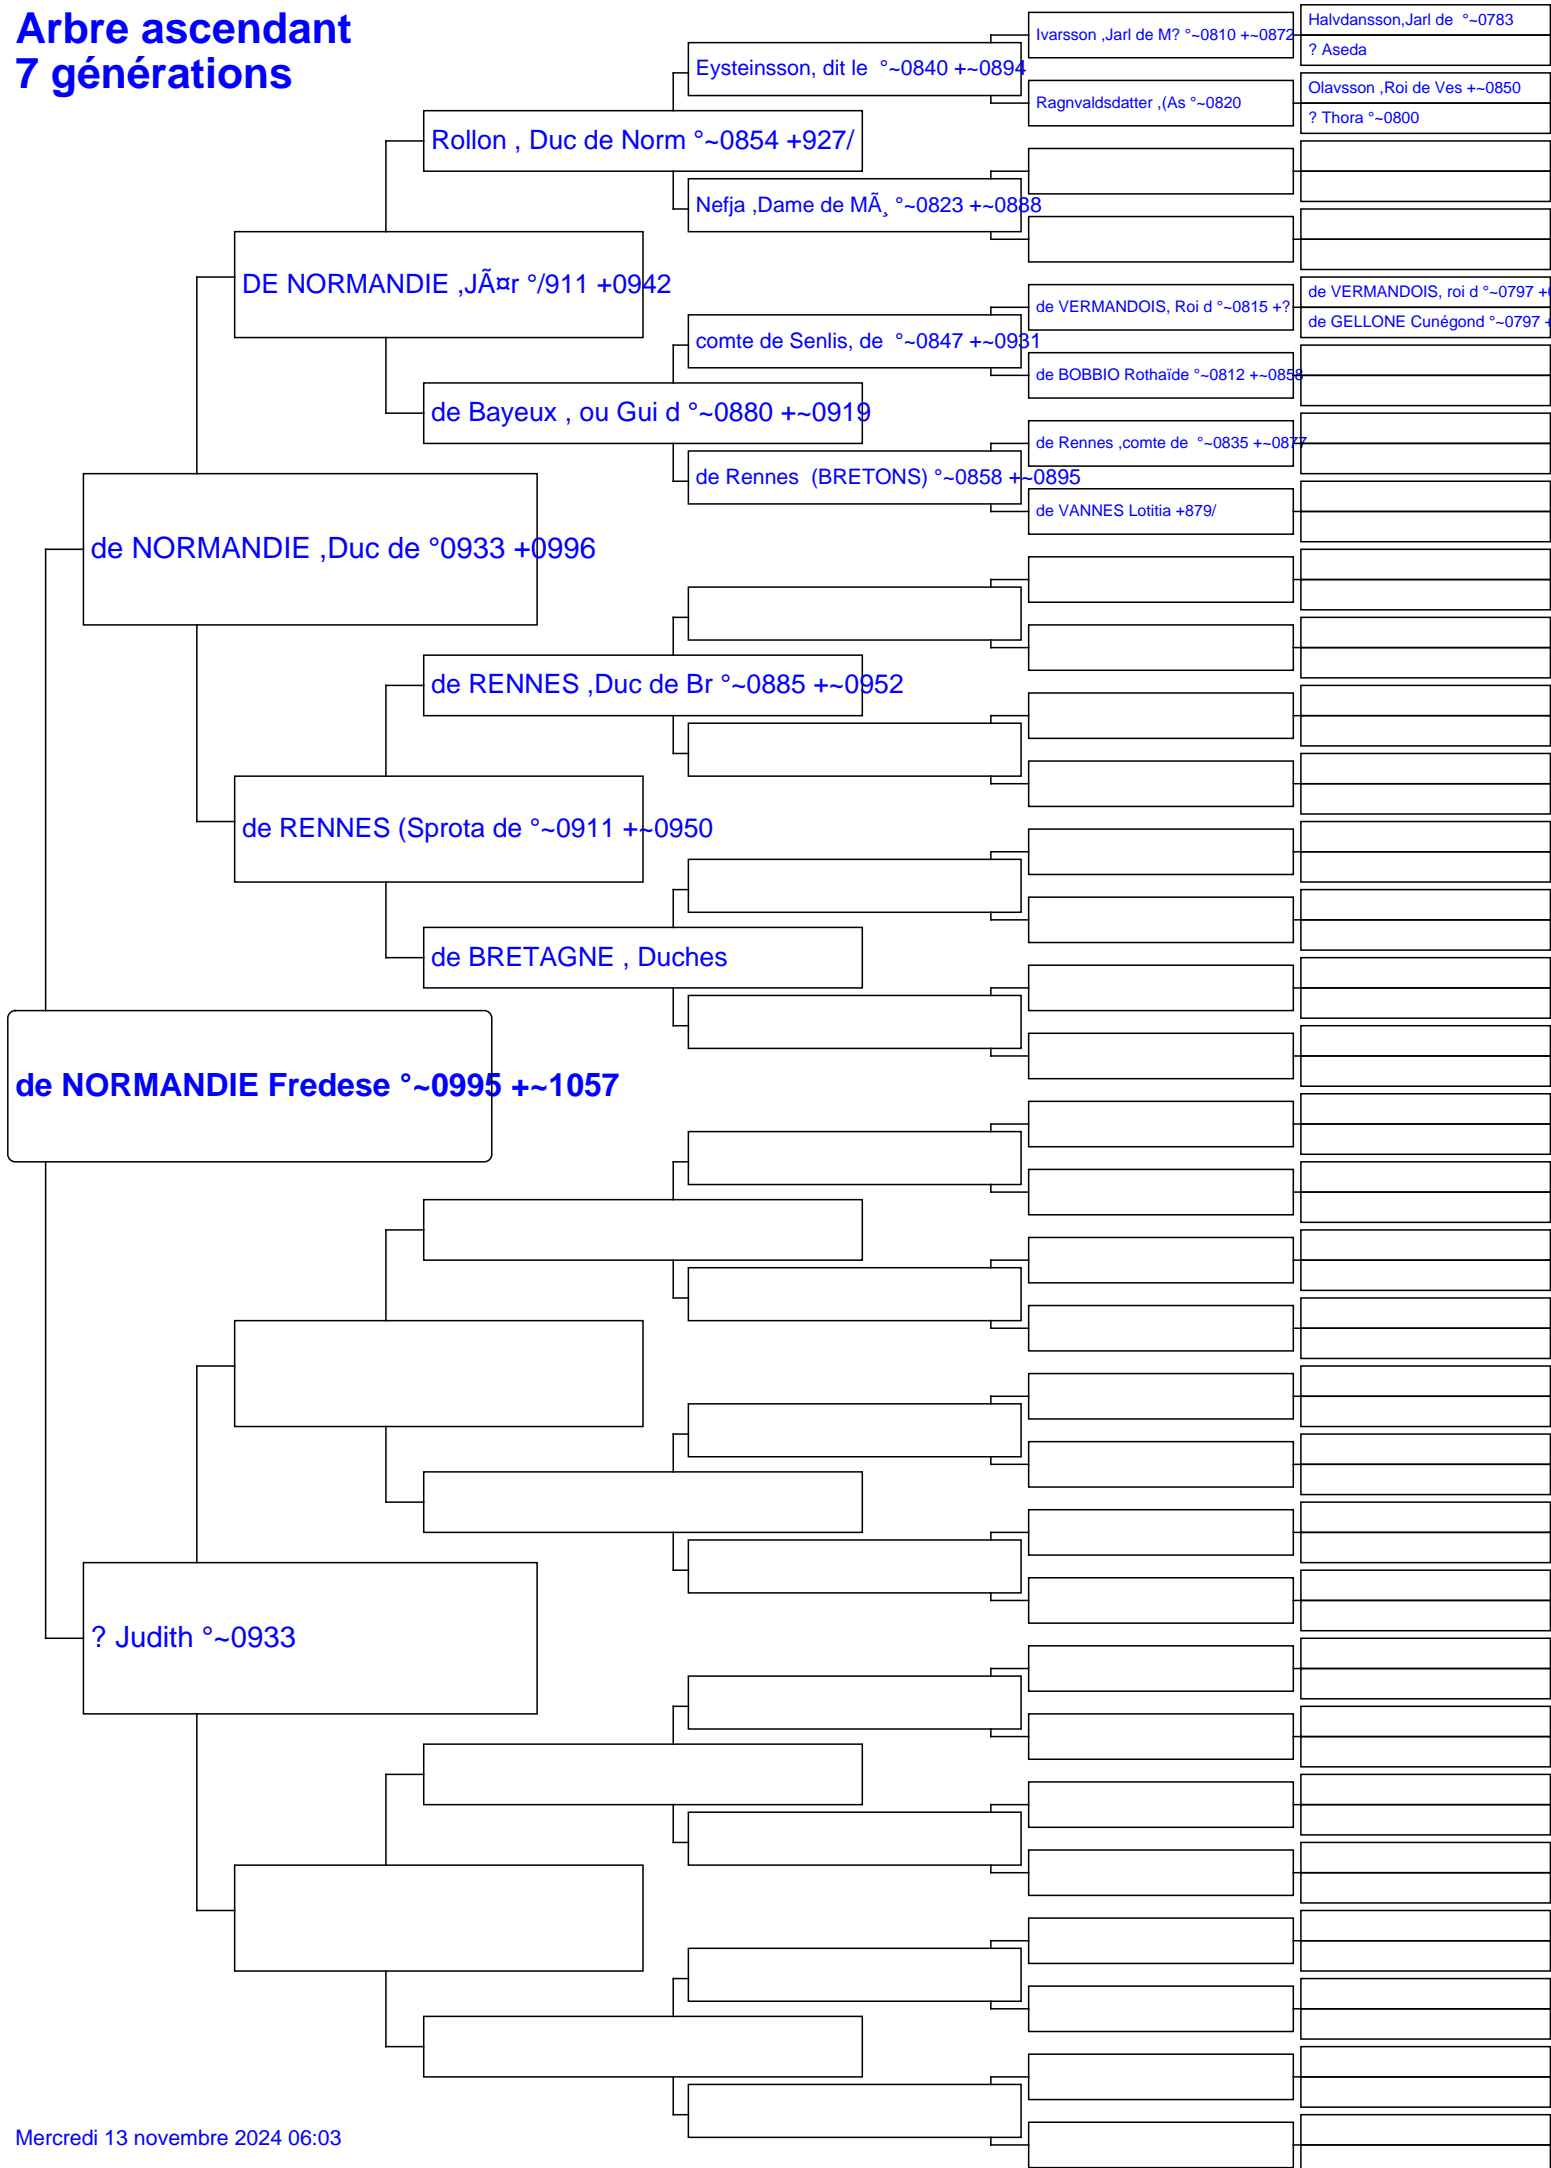 Arbre ascendant
7 générations
Ivarsson ,Jarl de M? °~0810 +~0872
Halvdansson,Jarl de  °~0783
? Aseda
Eysteinsson, dit le  °~0840 +~0894
Ragnvaldsdatter ,(As °~0820
Olavsson ,Roi de Ves +~0850
? Thora °~0800
Rollon , Duc de Norm °~0854 +927/
Nefja ,Dame de MÃ¸ °~0823 +~0888
DE NORMANDIE ,JÃ¤r °/911 +0942
de VERMANDOIS, Roi d °~0815 +?
de VERMANDOIS, roi d °~0797 +
de GELLONE Cunégond °~0797 +
comte de Senlis, de  °~0847 +~0931
de BOBBIO Rothaïde °~0812 +~0858
de Bayeux , ou Gui d °~0880 +~0919
de Rennes ,comte de  °~0835 +~0877
de Rennes  (BRETONS) °~0858 +~0895
de VANNES Lotitia +879/
de NORMANDIE ,Duc de °0933 +0996
de RENNES ,Duc de Br °~0885 +~0952
de RENNES (Sprota de °~0911 +~0950
de BRETAGNE , Duches
de NORMANDIE Fredese °~0995 +~1057
? Judith °~0933
Mercredi 13 novembre 2024 06:03